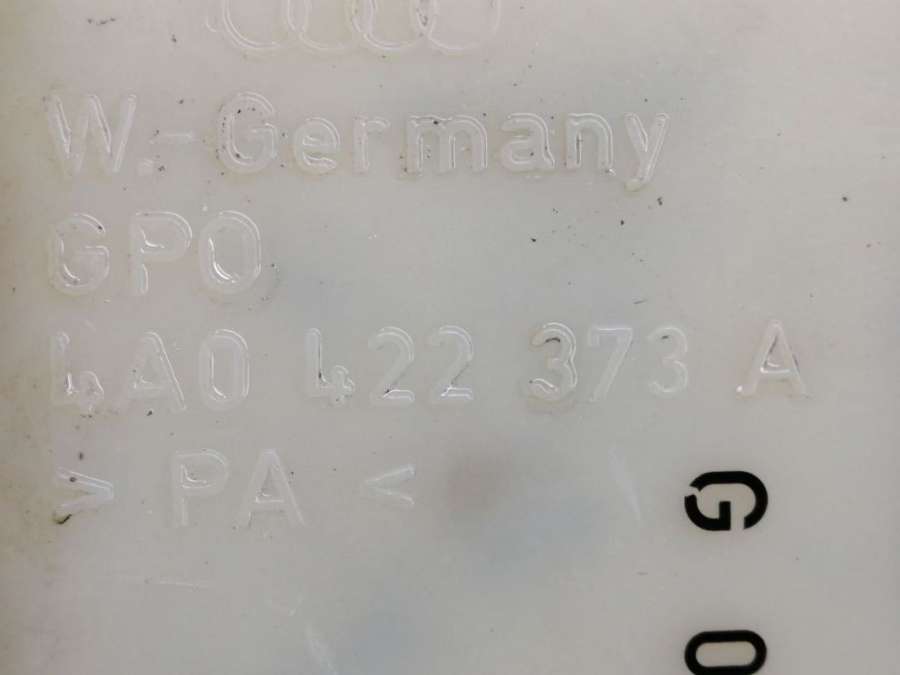 W.-Germany
GPO
4A0 422 373 A
> PA <
G 0